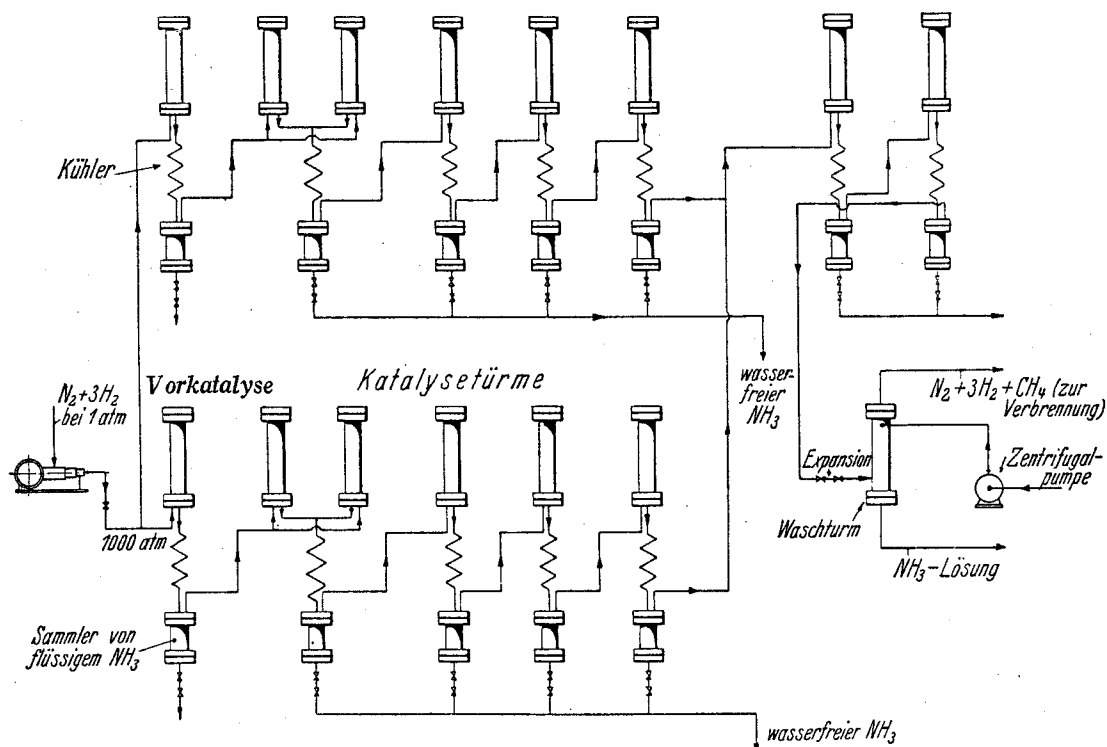 Kühler
wasser-
freier
NH₃
N₂+3H₂
bei 1 atm
Vorkatalyse
Katalysetürme
N₂+3H₂+CH₄ (zur
Verbrennung)
Expansion
Zentrifugal-
pumpe
Waschturm
1000 atm
NH₃-Lösung
Sammler von
flüssigem NH₃
wasserfreier NH₃